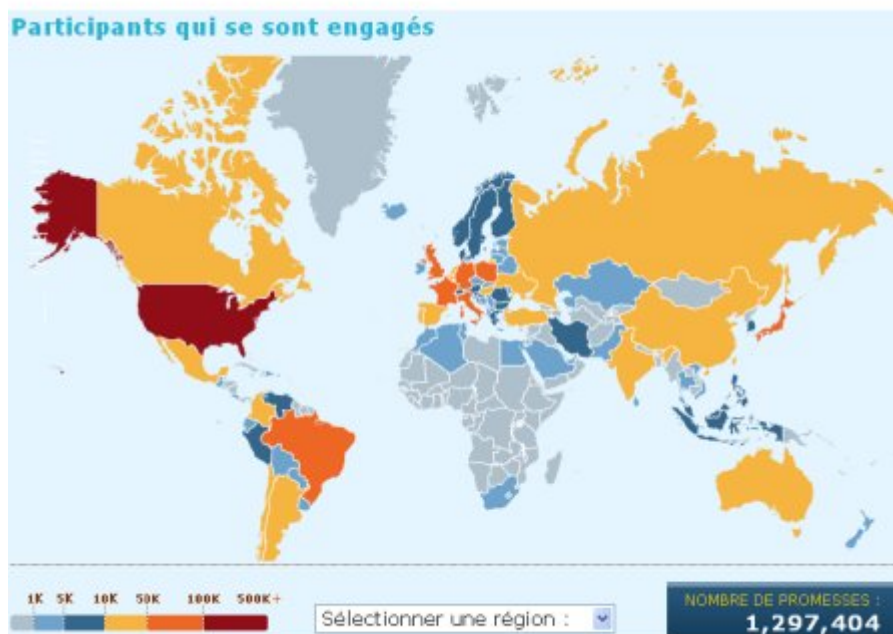 Participants qui se sont engagés
1K 5K 10K 50K 100K 500K+
Sélectionner une région :
NOMBRE DE PROMESSES :
1,297,404